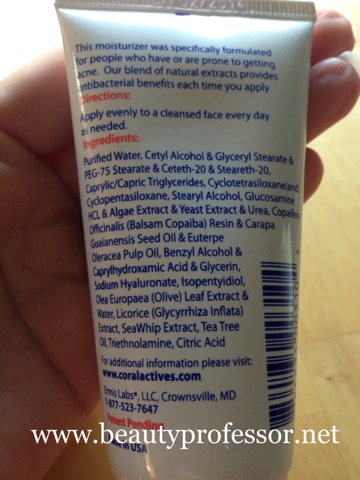 This moisturizer was specifically formulated
for people who have or are prone to getting
acne. Our blend of natural extracts provides
antibacterial benefits each time you apply.
Directions:
Apply evenly to a cleansed face every day
as needed.
Ingredients:
Purified Water, Cetyl Alcohol & Glyceryl Stearate &
PEG-75 Stearate & Ceteth-20 & Steareth-20,
Caprylic/Capric Triglycerides, Cyclotetrasiloxane(and)
Cyclopentasiloxane, Stearyl Alcohol, Glucosamine
HCL & Algae Extract & Yeast Extract & Urea, Copaifera
Officinalis (Balsam Copaiba) Resin & Carapa
Guaianensis Seed Oil & Euterpe
Oleracea Pulp Oil, Benzyl Alcohol &
Caprylhydroxamic Acid & Glycerin,
Sodium Hyaluronate, Isopentyidiol,
Olea Europaea (Olive) Leaf Extract &
Water, Licorice (Glycyrrhiza Inflata)
Extract, SeaWhip Extract, Tea Tree
Oil, Triethnolamine, Citric Acid
For additional information please visit:
www.coralactives.com
Ermis Labs®, LLC, Crownsville, MD
1-877-523-7647
Patent Pending
in USA
www.beautyprofessor.net